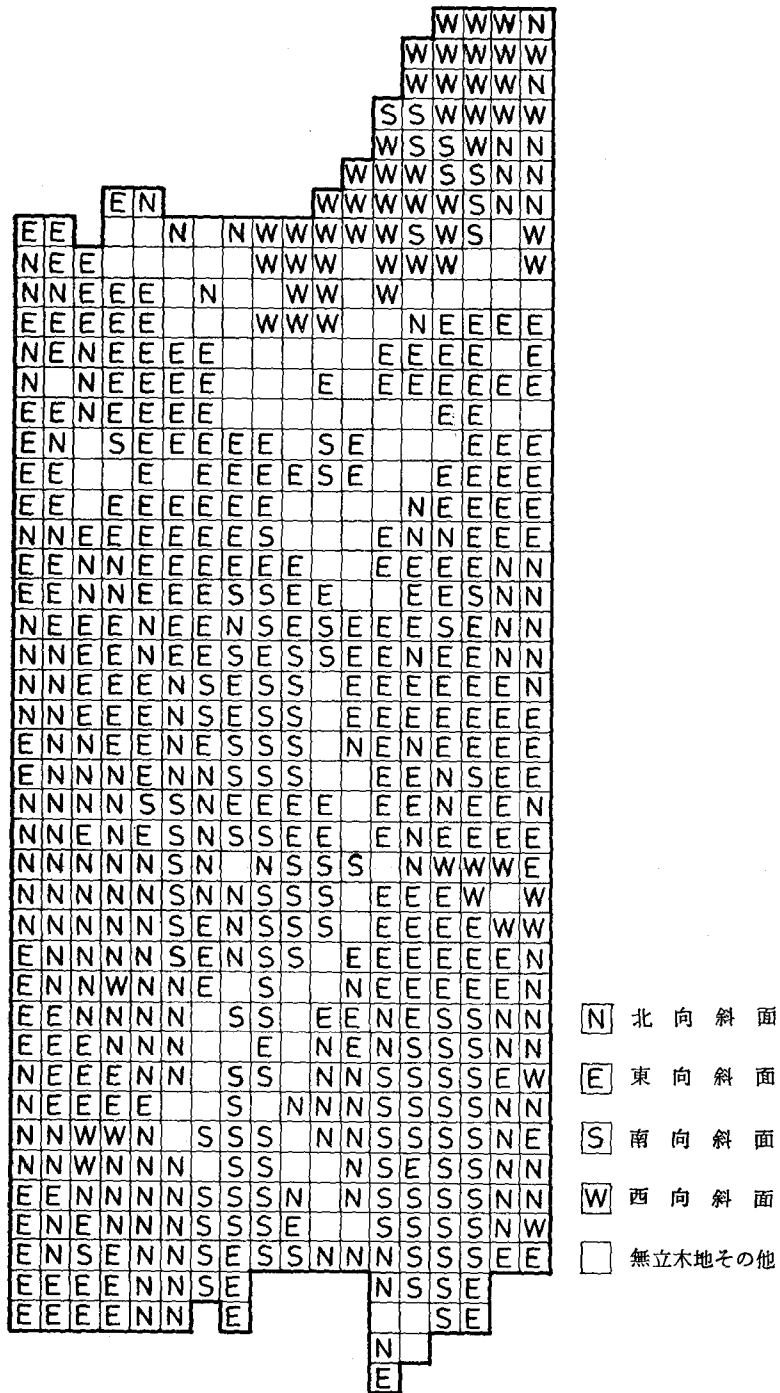 W W W N
W W W W W
W W W W N
S S W W W W
W S S W N N
W W W S S N N
E N W W W W W S N N
E E N N W W W W W S W S W
N E E W W W W W W W
N N E E E N W W W
E E E E E W W W N E E E E
N E N E E E E E E E E E
N N E E E E E E E E E E E
E E N E E E E E E
E N S E E E E E S E E E E
E E E E E E E S E E E E E
E E E E E E E E N E E E E
N N E E E E E E S E N N E E E
E E N N E E E E E E E E E E N N
E E N N E E E S S E E E E S N N
N E E E N E E N S E S E E E S E N N
N N E E N E E S E S S E E N E E N N
N N E E E N S E S S E E E E E E N
N N E E E N S E S S E E E E E E E
E N N E E N E S S S N E N E E E E
E N N N E N N S S S E E N S E E
N N N N S S N E E E E E E N E E N
N N E N E S N S S E E E N E E E E
N N N N N S N N S S S N W W W E
N N N N N S N N S S S E E E W W
N N N N N S E N S S S E E E E W W
E N N N N S E N S S E E E E E E N
E N N W N N E S N E E E E E N
E E N N N N S S E E N E S S N N
E E E N N N E N E N S S S N N
N E E E N N S S N N S S S S E W
N E E E E S N N N S S S S N N
N N W W N S S S N N S S S S N E
N N W N N N S S N S E S S N N
E E N N N N S S S N N S S S S N N
E N E N N N S S S E S S S S N W
E N S E N N S E S S N N N S S S E E
E E E E N N S E N S S E
E E E E N N E S E
N
E
N 北向斜面
E 東向斜面
S 南向斜面
W 西向斜面
無立木地その他